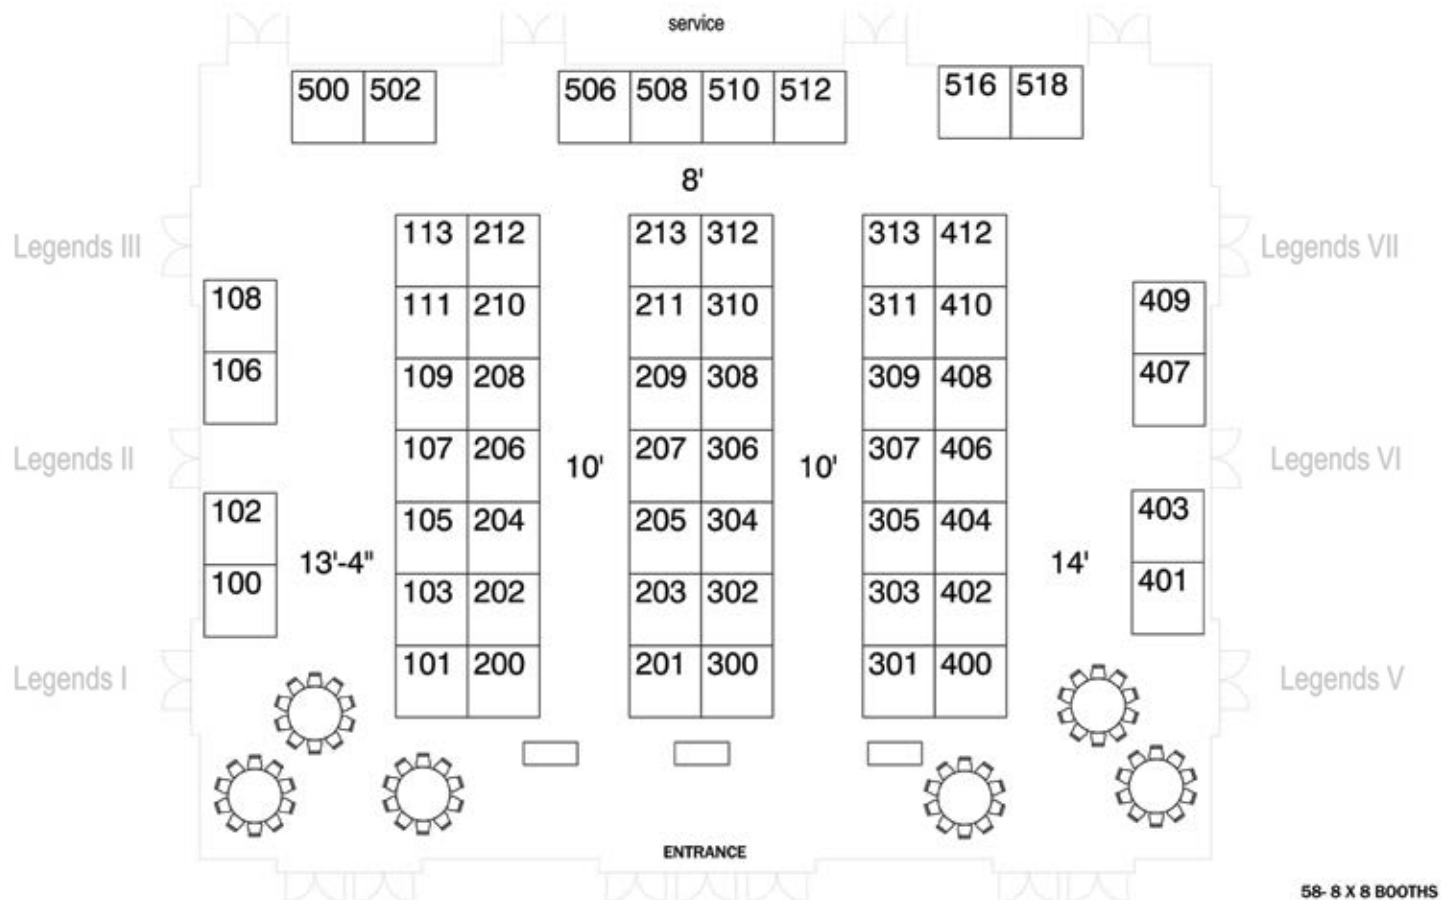 service
500 502 506 508 510 512 516 518
8'
113 212 213 312 313 412
Legends III Legends VII
108 111 210 211 310 311 410 409
106 109 208 209 308 309 408 407
107 206 207 306 307 406
Legends II 10' 10' Legends VI
102 105 204 205 304 305 404 403
13'-4" 14'
100 103 202 203 302 303 402 401
101 200 201 300 301 400
Legends I Legends V
ENTRANCE
58- 8 X 8 BOOTHS